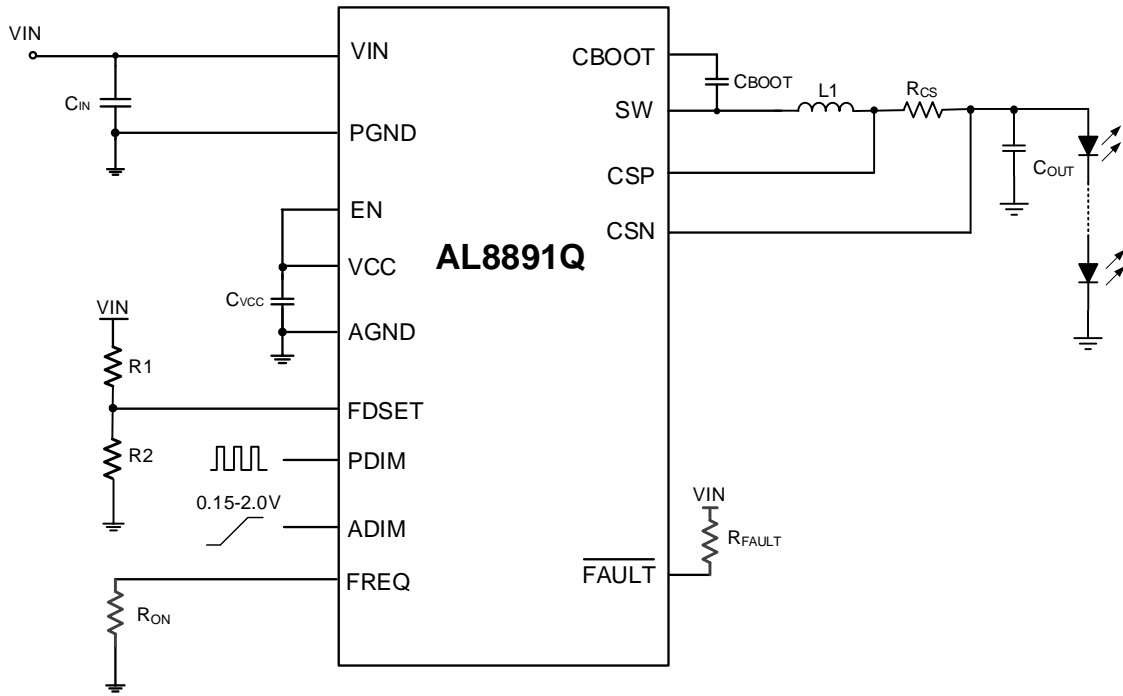 VIN
CIN
VIN
PGND
EN
VCC
AGND
CVCC
VIN
R1
R2
FDSET
PDIM
0.15-2.0V
ADIM
FREQ
RON
AL8891Q
CBOOT
SW
CSP
CSN
FAULT
CBOOT
L1
RCS
COUT
VIN
RFAULT